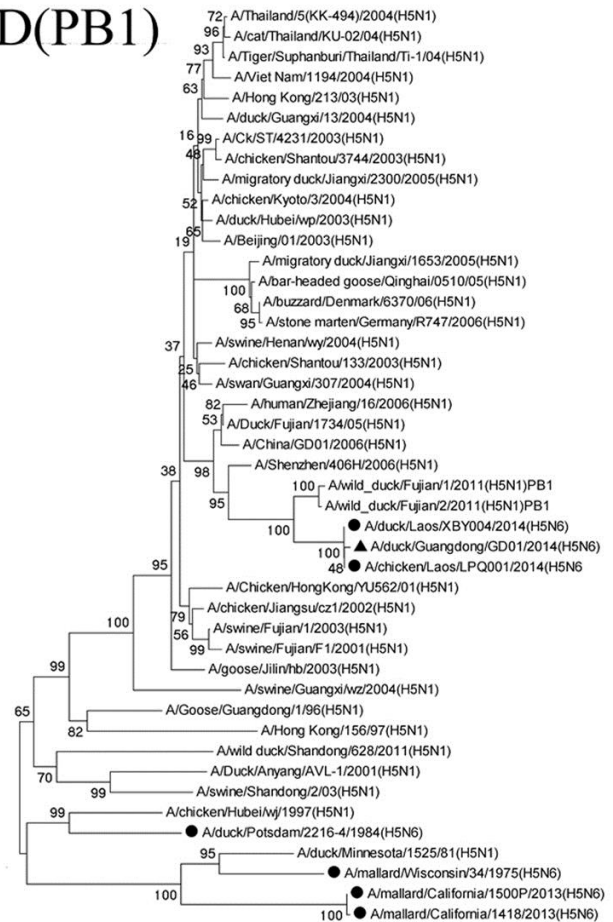 D(PB1)
72
A/Thailand/5(KK-494)/2004(H5N1)
96
A/cat/Thailand/KU-02/04(H5N1)
93
A/Tiger/Suphanburi/Thailand/Ti-1/04(H5N1)
77
A/Viet Nam/1194/2004(H5N1)
63
A/Hong Kong/213/03(H5N1)
A/duck/Guangxi/13/2004(H5N1)
16
99
A/Ck/ST/4231/2003(H5N1)
48
A/chicken/Shantou/3744/2003(H5N1)
A/migratory duck/Jiangxi/2300/2005(H5N1)
52
A/chicken/Kyoto/3/2004(H5N1)
A/duck/Hubei/wp/2003(H5N1)
65
19
A/Beijing/01/2003(H5N1)
A/migratory duck/Jiangxi/1653/2005(H5N1)
100
A/bar-headed goose/Qinghai/0510/05(H5N1)
68
A/buzzard/Denmark/6370/06(H5N1)
95
A/stone marten/Germany/R747/2006(H5N1)
37
A/swine/Henan/wy/2004(H5N1)
25
A/chicken/Shantou/133/2003(H5N1)
46
A/swan/Guangxi/307/2004(H5N1)
82
A/human/Zhejiang/16/2006(H5N1)
53
A/Duck/Fujian/1734/05(H5N1)
A/China/GD01/2006(H5N1)
38
98
A/Shenzhen/406H/2006(H5N1)
95
100
A/wild_duck/Fujian/1/2011(H5N1)PB1
A/wild_duck/Fujian/2/2011(H5N1)PB1
100
A/duck/Laos/XBY004/2014(H5N6)
100
A/duck/Guangdong/GD01/2014(H5N6)
48
A/chicken/Laos/LPQ001/2014(H5N6
95
A/Chicken/HongKong/YU562/01(H5N1)
79
A/chicken/Jiangsu/cz1/2002(H5N1)
56
A/swine/Fujian/1/2003(H5N1)
99
A/swine/Fujian/F1/2001(H5N1)
100
A/goose/Jilin/hb/2003(H5N1)
A/swine/Guangxi/wz/2004(H5N1)
99
A/Goose/Guangdong/1/96(H5N1)
82
A/Hong Kong/156/97(H5N1)
65
A/wild duck/Shandong/628/2011(H5N1)
70
A/Duck/Anyang/AVL-1/2001(H5N1)
99
A/swine/Shandong/2/03(H5N1)
99
A/chicken/Hubei/wj/1997(H5N1)
A/duck/Potsdam/2216-4/1984(H5N6)
95
A/duck/Minnesota/1525/81(H5N1)
A/mallard/Wisconsin/34/1975(H5N6)
100
A/mallard/California/1500P/2013(H5N6)
100
A/mallard/California/1418/2013(H5N6)